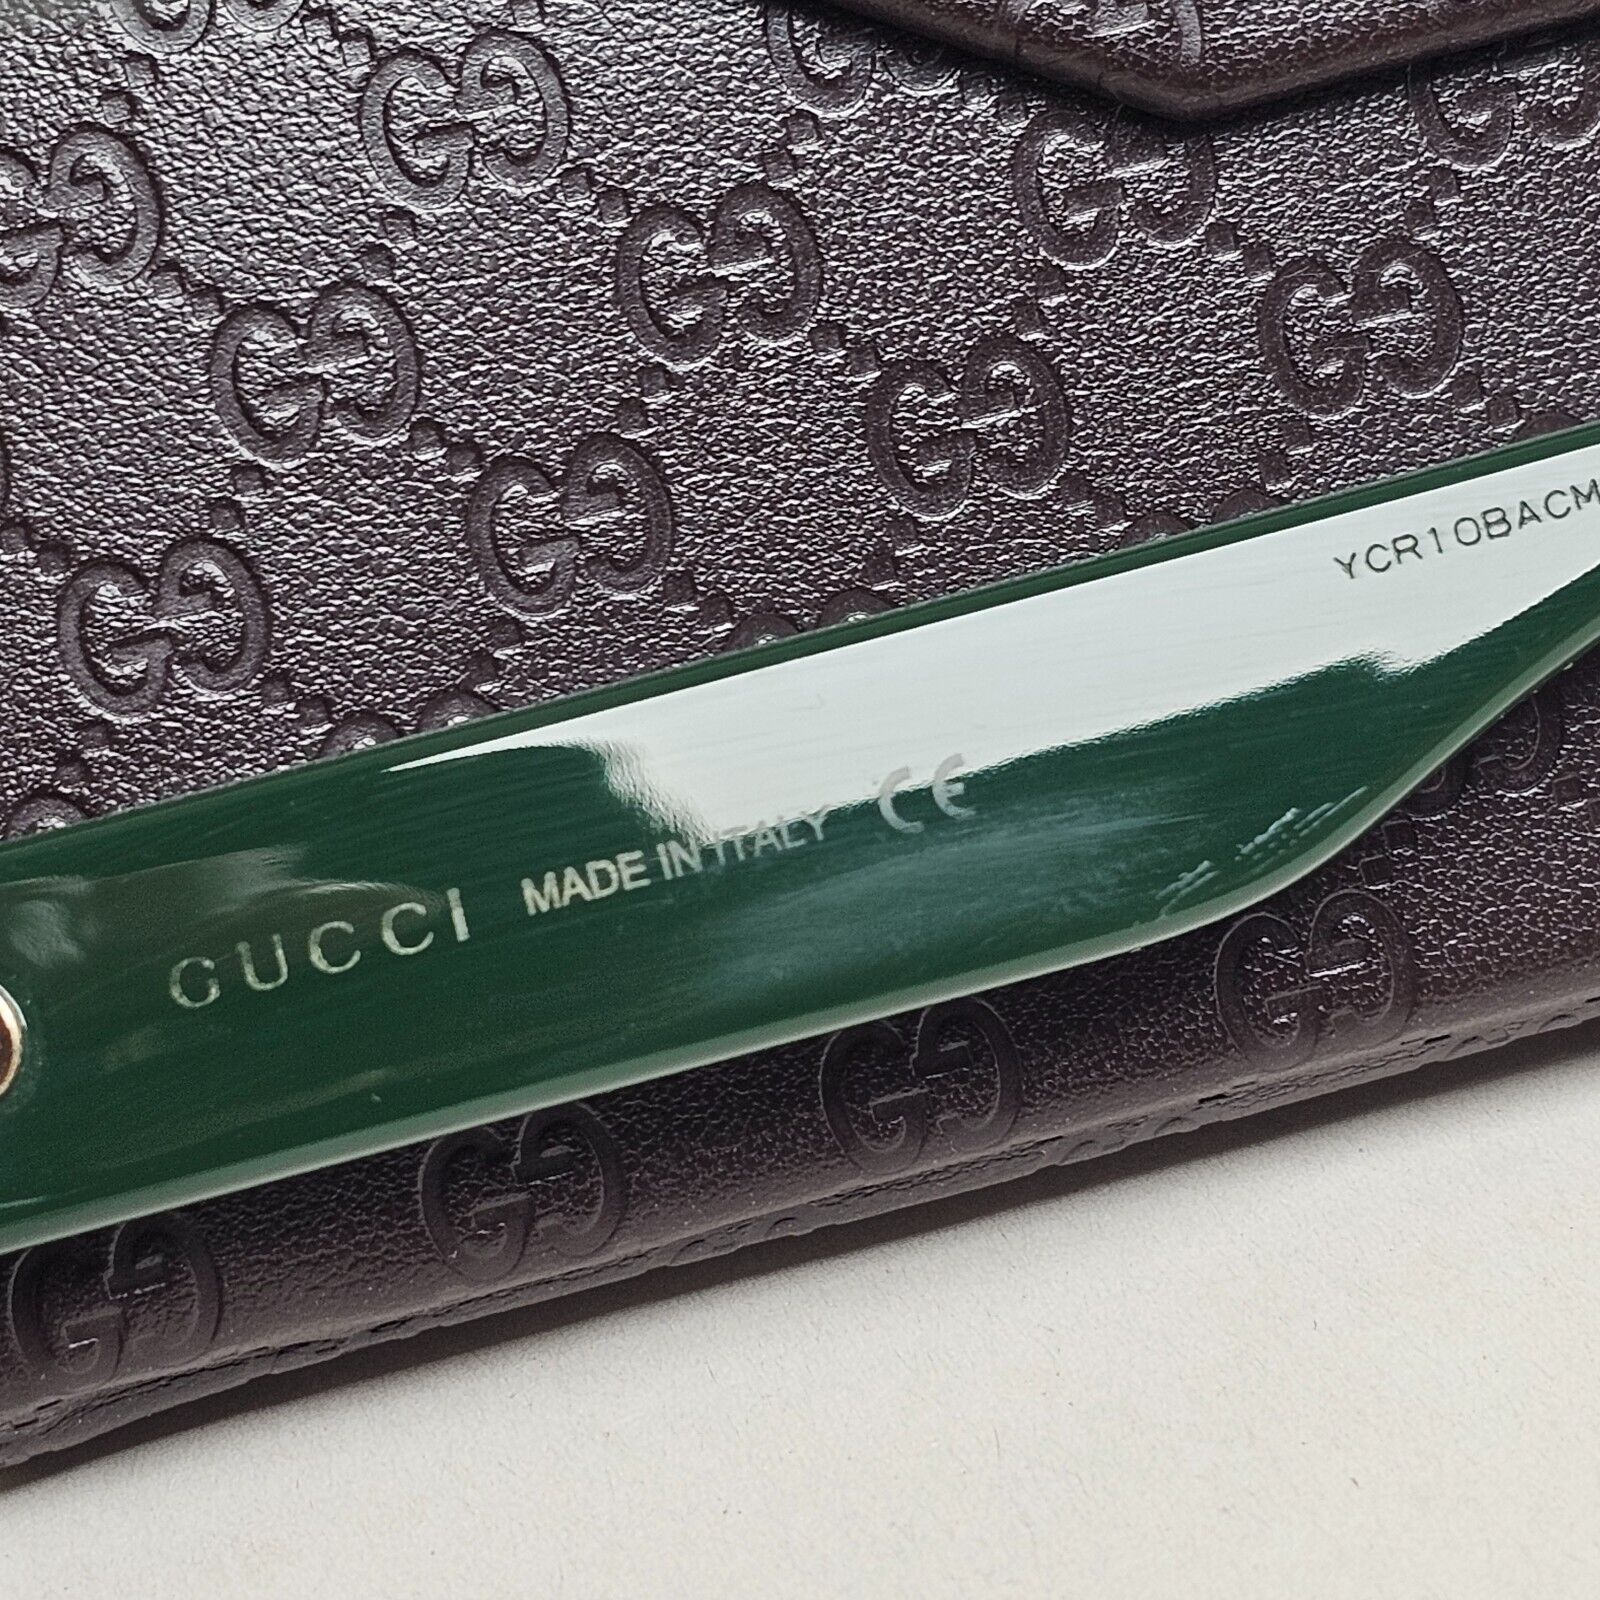 GUCCI MADE IN ITALY CE
YCR10BACM